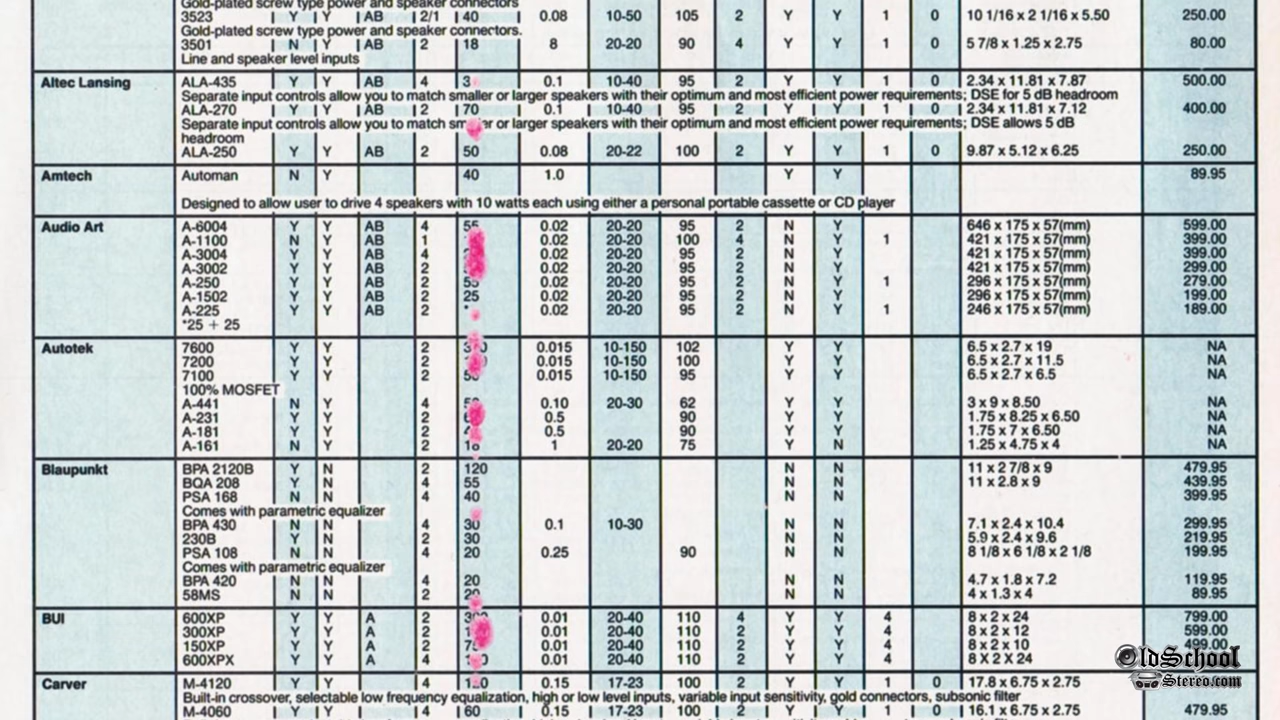 Gold-plated screw type power and speaker connectors
3523 Y Y AB 2/1 40 0.08 10-50 105 2 Y Y 1 0 10 1/16 x 2 1/16 x 5.50 250.00
Gold-plated screw type power and speaker connectors.
3501 N Y AB 2 18 8 20-20 90 4 Y Y 1 0 5 7/8 x 1.25 x 2.75 80.00
Line and speaker level inputs
Altec Lansing ALA-435 Y Y AB 4 0.1 10-40 95 2 Y Y 1 0 2.34 x 11.81 x 7.87 500.00
Separate input controls allow you to match smaller or larger speakers with their optimum and most efficient power requirements; DSE for 5 dB headroom
ALA-270 Y Y AB 2 70 0.1 10-40 95 2 Y Y 1 0 2.34 x 11.81 x 7.12 400.00
Separate input controls allow you to match or larger speakers with their optimum and most efficient power requirements; DSE allows 5 dB
headroom
ALA-250 Y Y AB 2 50 0.08 20-22 100 2 Y Y 1 0 9.87 x 5.12 x 6.25 250.00
Amtech Automan N Y 40 1.0 Y Y 89.95
Designed to allow user to drive 4 speakers with 10 watts each using either a personal portable cassette or CD player
Audio Art A-6004 Y Y AB 4 0.02 20-20 95 2 N Y 646 x 175 x 57(mm) 599.00
A-1100 N Y AB 1 0.02 20-20 100 4 N Y 1 421 x 175 x 57(mm) 399.00
A-3004 Y Y AB 4 0.02 20-20 95 2 N Y 421 x 175 x 57(mm) 399.00
A-3002 Y Y AB 2 0.02 20-20 95 2 N Y 421 x 175 x 57(mm) 299.00
A-250 Y Y AB 2 55 0.02 20-20 95 2 N Y 1 296 x 175 x 57(mm) 279.00
A-1502 Y Y AB 2 25 0.02 20-20 95 2 N Y 296 x 175 x 57(mm) 199.00
A-225 Y Y AB 2 * 0.02 20-20 95 2 N Y 1 246 x 175 x 57(mm) 189.00
*25 + 25
Autotek 7600 Y Y 2 0.015 10-150 102 Y Y 6.5 x 2.7 x 19 NA
7200 Y Y 2 0.015 10-150 100 Y Y 6.5 x 2.7 x 11.5 NA
7100 Y Y 2 50 0.015 10-150 95 Y Y 6.5 x 2.7 x 6.5 NA
100% MOSFET
A-441 N Y 4 0.10 20-30 62 Y Y 3 x 9 x 8.50 NA
A-231 Y Y 2 0.5 90 Y Y 1.75 x 8.25 x 6.50 NA
A-181 Y Y 2 0.5 90 Y Y 1.75 x 7 x 6.50 NA
A-161 N Y 2 1 20-20 75 Y N 1.25 x 4.75 x 4 NA
Blaupunkt BPA 2120B Y N 2 120 N N 11 x 2 7/8 x 9 479.95
BQA 208 Y N 4 55 N N 11 x 2.8 x 9 439.95
PSA 168 N N 4 40 N N 399.95
Comes with parametric equalizer
BPA 430 N N 4 30 0.1 10-30 N N 7.1 x 2.4 x 10.4 299.95
230B Y N 2 30 N N 5.9 x 2.4 x 9.6 219.95
PSA 108 N N 4 20 0.25 90 N N 8 1/8 x 6 1/8 x 2 1/8 199.95
Comes with parametric equalizer
BPA 420 N N 4 20 N N 4.7 x 1.8 x 7.2 119.95
58MS N N 2 20 N N 4 x 1.3 x 4 89.95
BUI 600XP Y Y A 2 0.01 20-40 110 4 Y Y 4 8 x 2 x 24 799.00
300XP Y Y A 2 0.01 20-40 110 2 Y Y 4 8 x 2 x 12 599.00
150XP Y Y A 2 0.01 20-40 110 2 Y Y 4 8 x 2 x 10 499.00
600XPX Y Y A 4 0.01 20-40 110 2 Y Y 4 8 X 2 X 24
Carver M-4120 Y Y 4 0.15 17-23 100 2 Y Y 1 0 17.8 x 6.75 x 2.75
Built-in crossover, selectable low frequency equalization, high or low level inputs, variable input sensitivity, gold connectors, subsonic filter
M-4060 Y Y 4 60 0.15 17-23 100 2 Y Y 1 0 16.1 x 6.75 x 2.75 479.95
OldSchool
Stereo.com